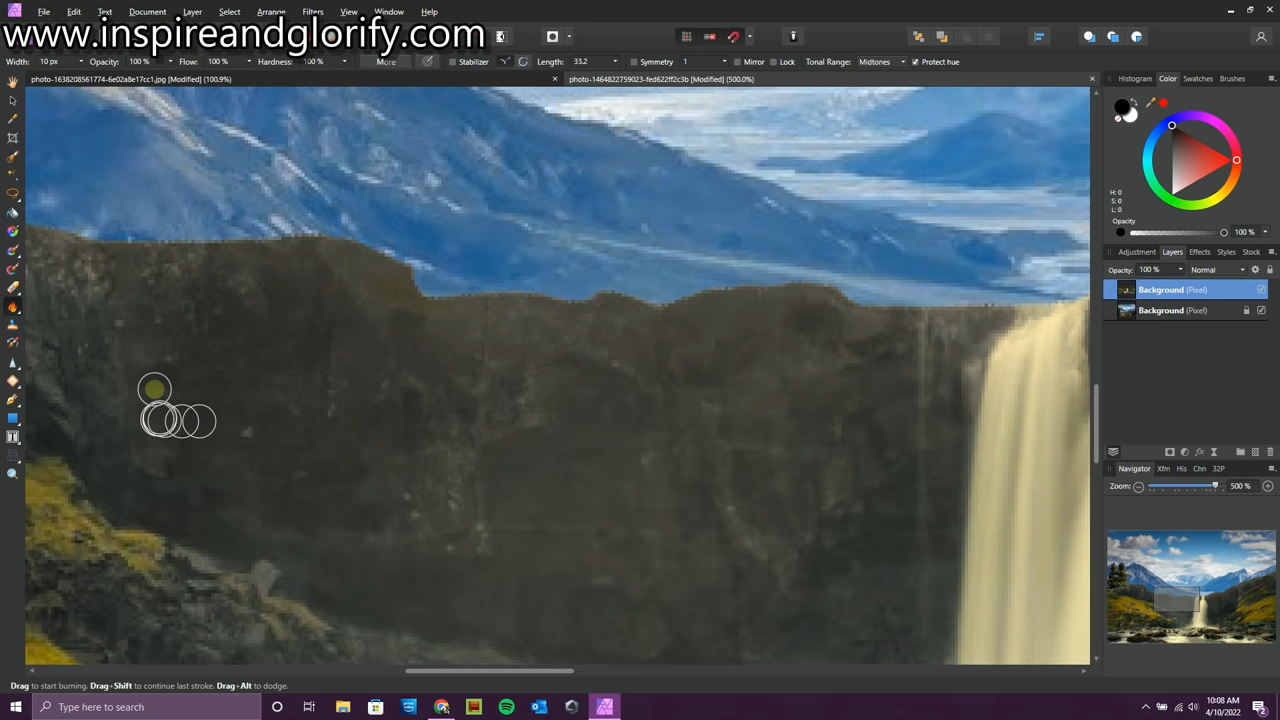 File Edit Text Document Layer Select Arrange Filters View Window Help
www.inspireandglorify.com
Width: 10 px Opacity: 100 % Flow: 100 % Hardness: 100 % More Stabilizer Length: 33.2 Symmetry 1 Mirror Lock Tonal Range: Midtones Protect hue
photo-1638208561774-6e02a8e17cc1.jpg [Modified] (100.9%) × photo-1464822759023-fed622ff2c3b [Modified] (500.0%) ×
Histogram Color Swatches Brushes
H: 0
S: 0
L: 0
Opacity
100 %
Adjustment Layers Effects Styles Stock
Opacity: 100 % Normal
Background (Pixel)
Background (Pixel)
Navigator Xfm His Chn 32P
Zoom: 500 %
Drag to start burning. Drag+Shift to continue last stroke. Drag+Alt to dodge.
Type here to search
10:08 AM
4/10/2022
2